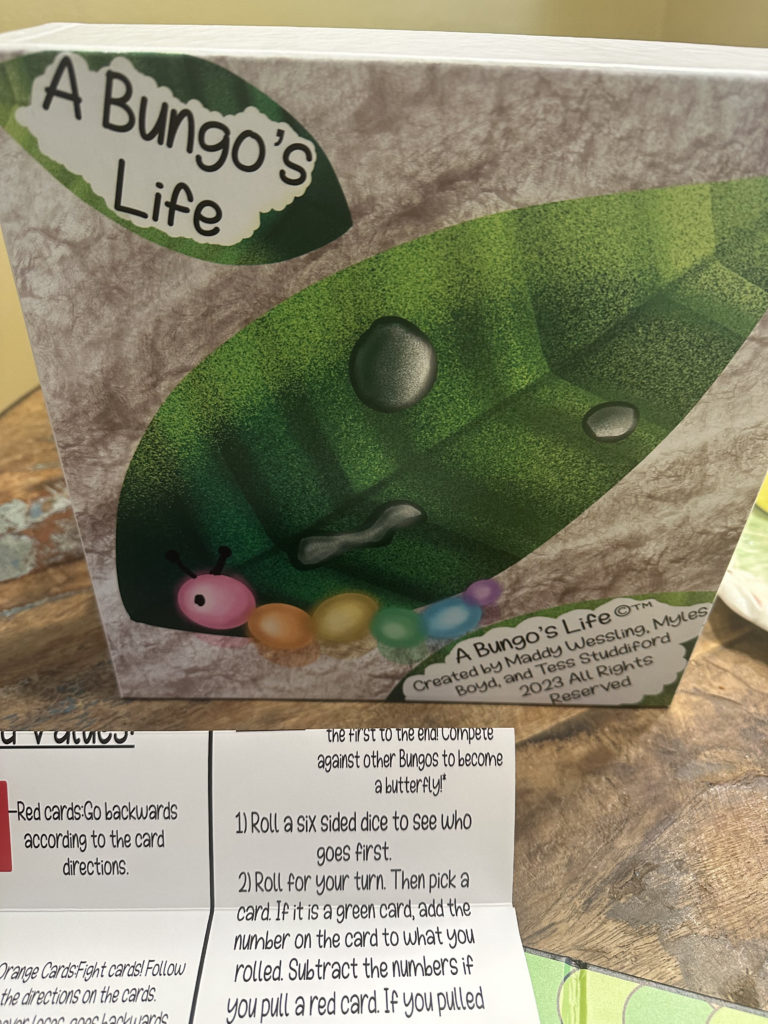 A Bungo's
Life
A Bungo's Life ©™
Created by Maddy Wessling, Myles
Boyd, and Tess Studdiford
2023 All Rights
Reserved
Values:
-Red cards:Go backwards
according to the card
directions.
Orange Cards:Fight cards! Follow
the directions on the cards.
loses, goes backwards
the first to the end! Compete
against other Bungos to become
a butterfly!*
1) Roll a six sided dice to see who
goes first.
2) Roll for your turn. Then pick a
card. If it is a green card, add the
number on the card to what you
rolled. Subtract the numbers if
you pull a red card. If you pulled